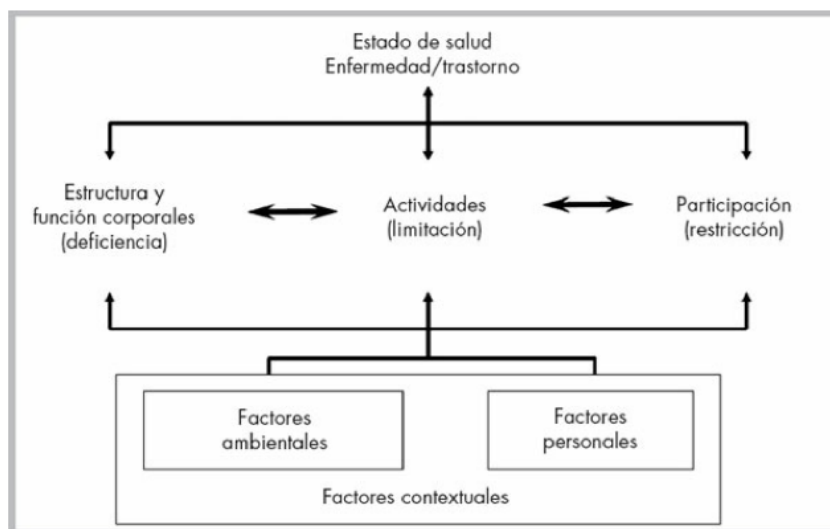 Estado de salud
Enfermedad/trastorno
Estructura y
función corporales
(deficiencia)
Actividades
(limitación)
Participación
(restricción)
Factores
ambientales
Factores
personales
Factores contextuales